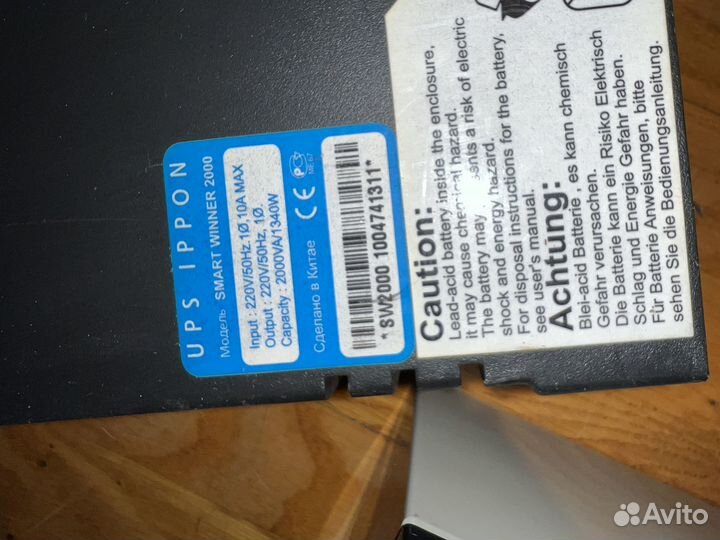 UPS IPPON
Модель SMART WINNER 2000
Input : 220V/50Hz. 1Ø, 10A MAX
Output : 220V/50Hz, 1Ø.
Capacity : 2000VA/1340W
Сделано в Китае CE
* SW2000 1004741311*
Caution:
Lead-acid battery inside the enclosure,
it may cause chemical hazard.
The battery may presents a risk of electric
shock and energy hazard.
For disposal instructions for the battery,
see user's manual.
Achtung:
Blei-acid Batterie , es kann chemisch
Gefahr verursachen.
Die Batterie kann ein Risiko Elektrisch
Schlag und Energie Gefahr haben.
Für Batterie Anweisungen, bitte
sehen Sie die Bedienungsanleitung.
Avito